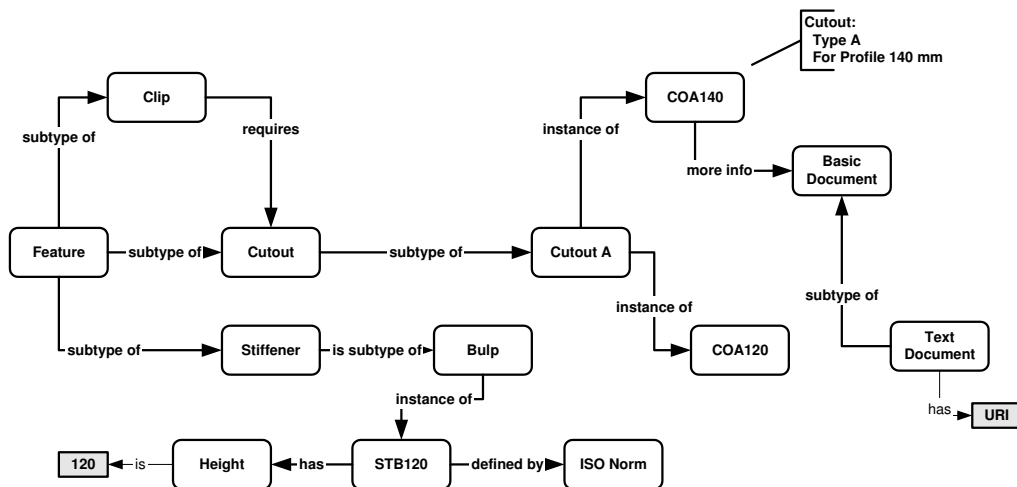 Cutout:
Type A
For Profile 140 mm
Clip
COA140
subtype of
requires
instance of
Basic
Document
more info
Feature
subtype of
Cutout
subtype of
Cutout A
subtype of
instance of
Text
Document
subtype of
Stiffener
is subtype of
Bulp
COA120
instance of
has
URI
120
is
Height
has
STB120
defined by
ISO Norm